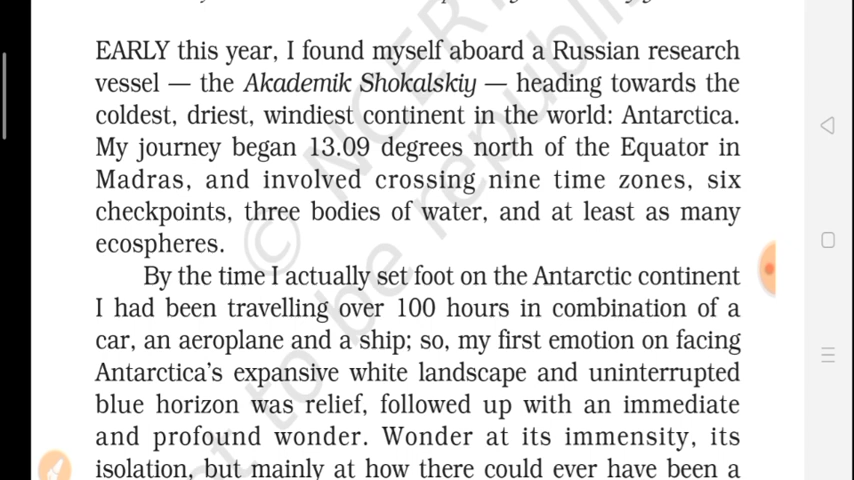 EARLY this year, I found myself aboard a Russian research
vessel — the Akademik Shokalskiy — heading towards the
coldest, driest, windiest continent in the world: Antarctica.
My journey began 13.09 degrees north of the Equator in
Madras, and involved crossing nine time zones, six
checkpoints, three bodies of water, and at least as many
ecospheres.
By the time I actually set foot on the Antarctic continent
I had been travelling over 100 hours in combination of a
car, an aeroplane and a ship; so, my first emotion on facing
Antarctica's expansive white landscape and uninterrupted
blue horizon was relief, followed up with an immediate
and profound wonder. Wonder at its immensity, its
isolation, but mainly at how there could ever have been a
© NCERT
not to be republis